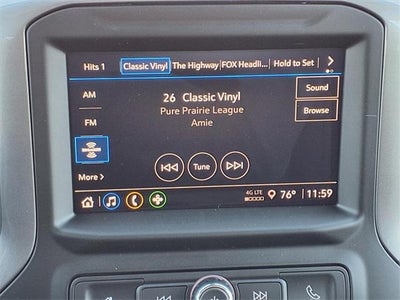 Hits 1 Classic Vinyl The Highway FOX Headli... Hold to Set
AM
26 Classic Vinyl
Sound
Pure Prairie League
Browse
FM
Amie
Tune
More >
4G LTE
76° 11:59